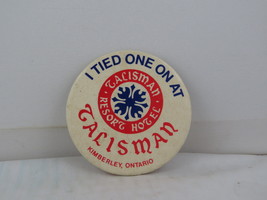 I TIED ONE ON AT
TALISMAN
RESORT HOTEL
TALISMAN
KIMBERLEY, ONTARIO